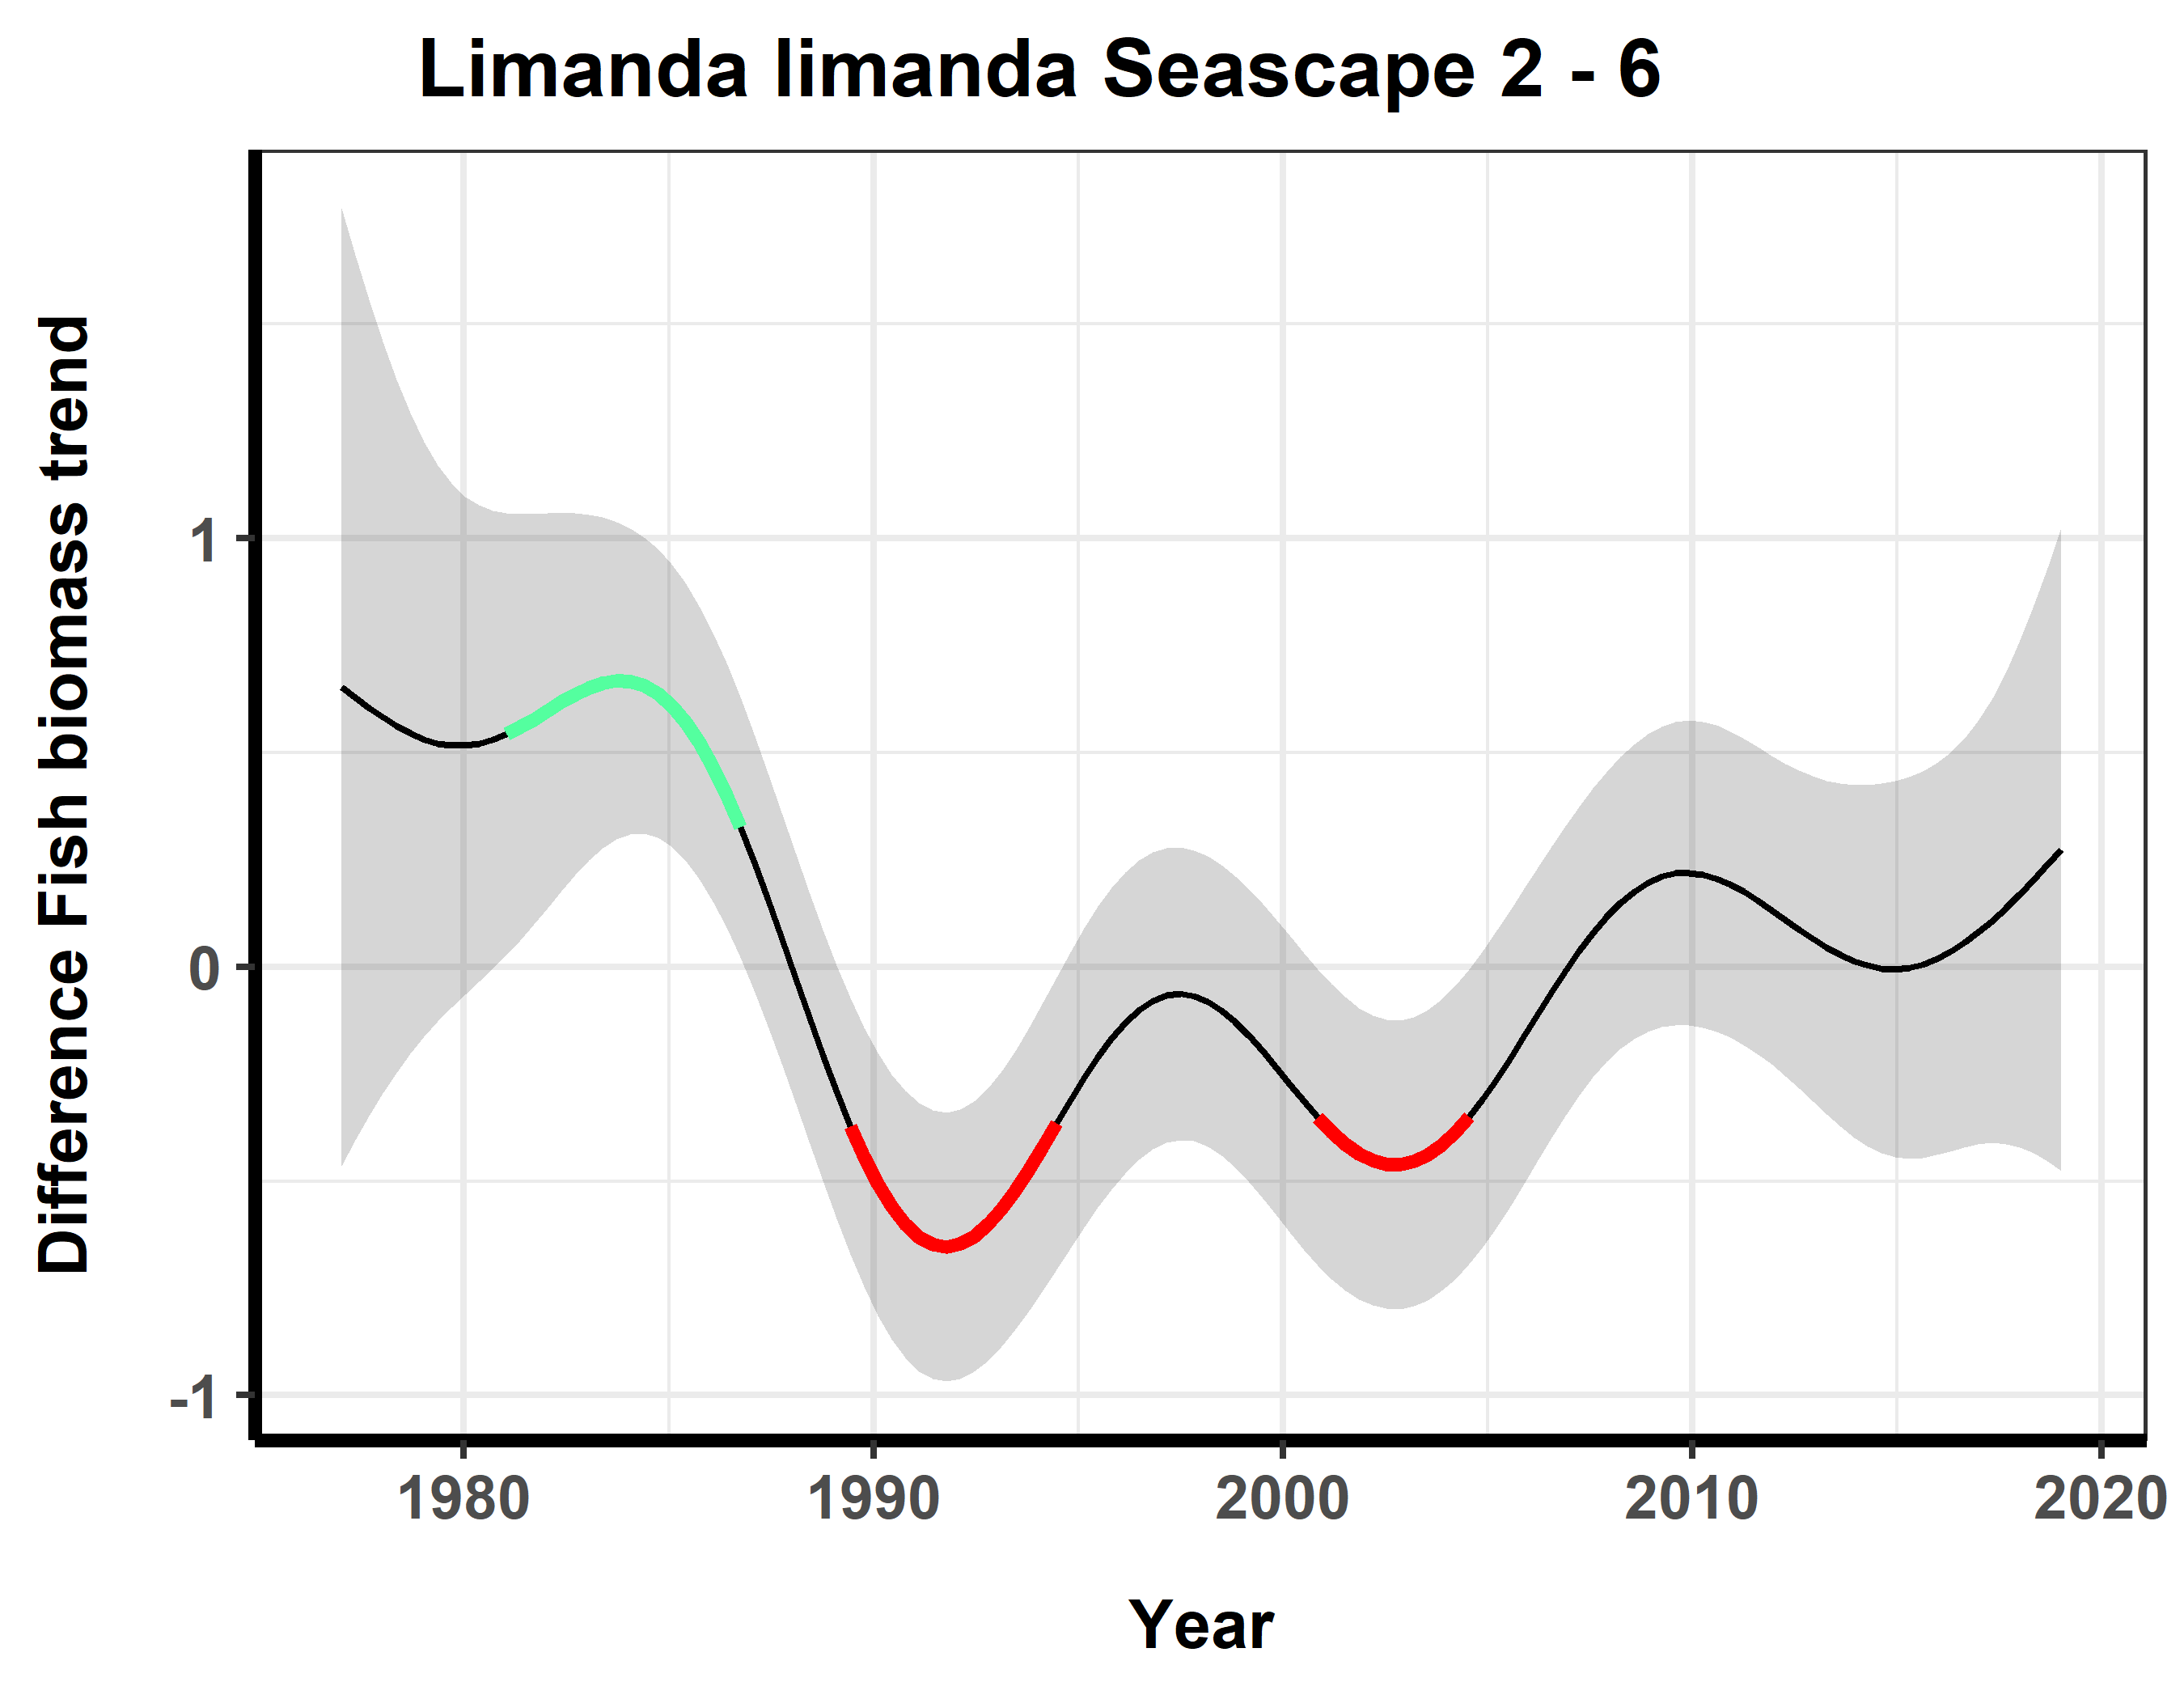 Limanda limanda Seascape 2 - 6
Difference Fish biomass trend
1
0
-1
1980 1990 2000 2010 2020
Year